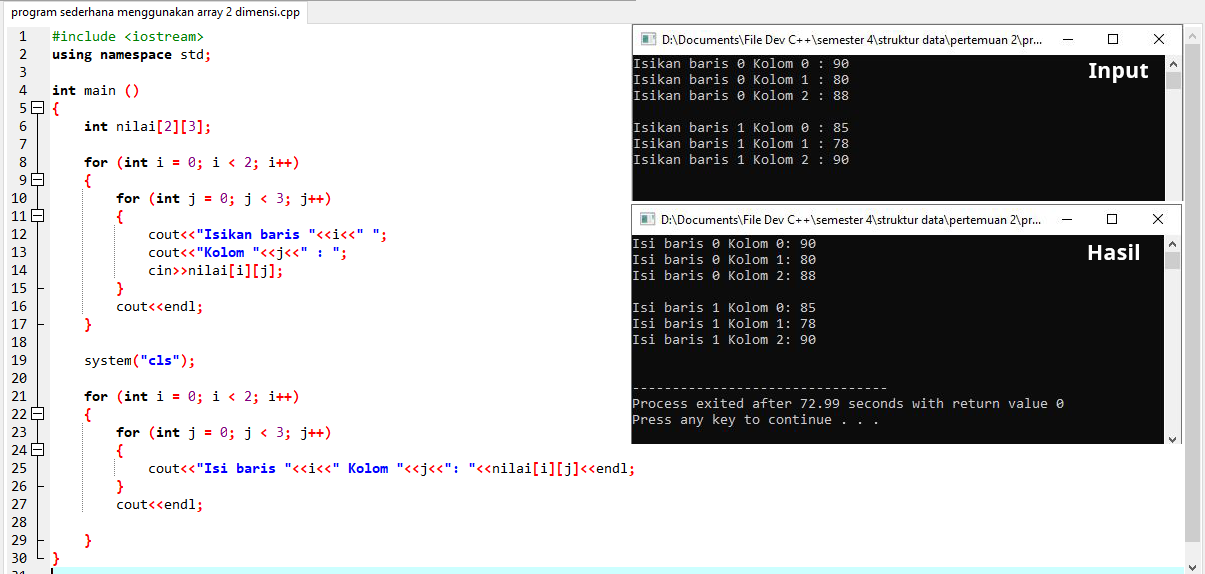 program sederhana menggunakan array 2 dimensi.cpp
1 #include <iostream>
2 using namespace std;
3
4 int main ()
5 {
6     int nilai[2][3];
7
8     for (int i = 0; i < 2; i++)
9     {
10         for (int j = 0; j < 3; j++)
11         {
12             cout<<"Isikan baris "<<i<<" ";
13             cout<<"Kolom "<<j<<" : ";
14             cin>>nilai[i][j];
15         }
16         cout<<endl;
17     }
18
19     system("cls");
20
21     for (int i = 0; i < 2; i++)
22     {
23         for (int j = 0; j < 3; j++)
24         {
25             cout<<"Isi baris "<<i<<" Kolom "<<j<<": "<<nilai[i][j]<<endl;
26         }
27         cout<<endl;
28
29     }
30 }
D:\Documents\File Dev C++\semester 4\struktur data\pertemuan 2\pr...
Input
Isikan baris 0 Kolom 0 : 90
Isikan baris 0 Kolom 1 : 80
Isikan baris 0 Kolom 2 : 88
Isikan baris 1 Kolom 0 : 85
Isikan baris 1 Kolom 1 : 78
Isikan baris 1 Kolom 2 : 90
D:\Documents\File Dev C++\semester 4\struktur data\pertemuan 2\pr...
Hasil
Isi baris 0 Kolom 0: 90
Isi baris 0 Kolom 1: 80
Isi baris 0 Kolom 2: 88
Isi baris 1 Kolom 0: 85
Isi baris 1 Kolom 1: 78
Isi baris 1 Kolom 2: 90
--------------------------------
Process exited after 72.99 seconds with return value 0
Press any key to continue . . .